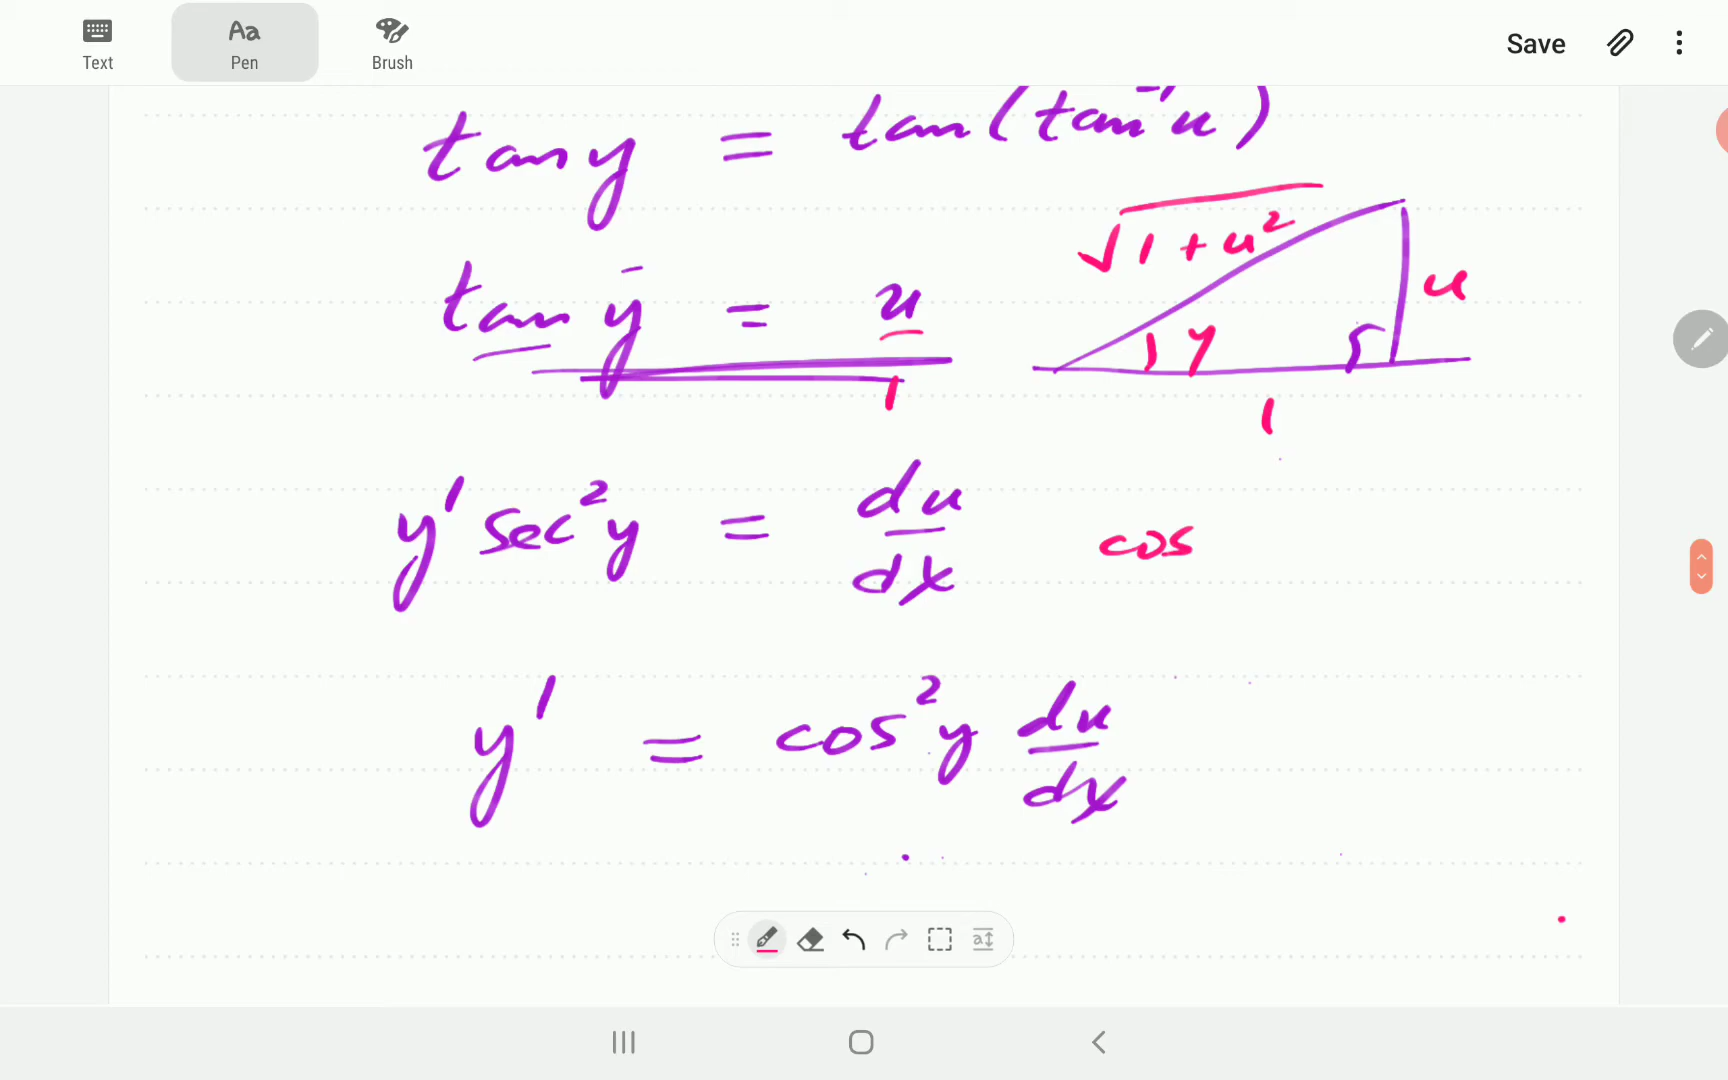 Text
Aa
Pen
Brush
Save
tan y = tan(tan⁻¹u)
√1+u²
tan y = u
1
u
y
1
y' sec²y = du/dx
cos
y' = cos²y du/dx